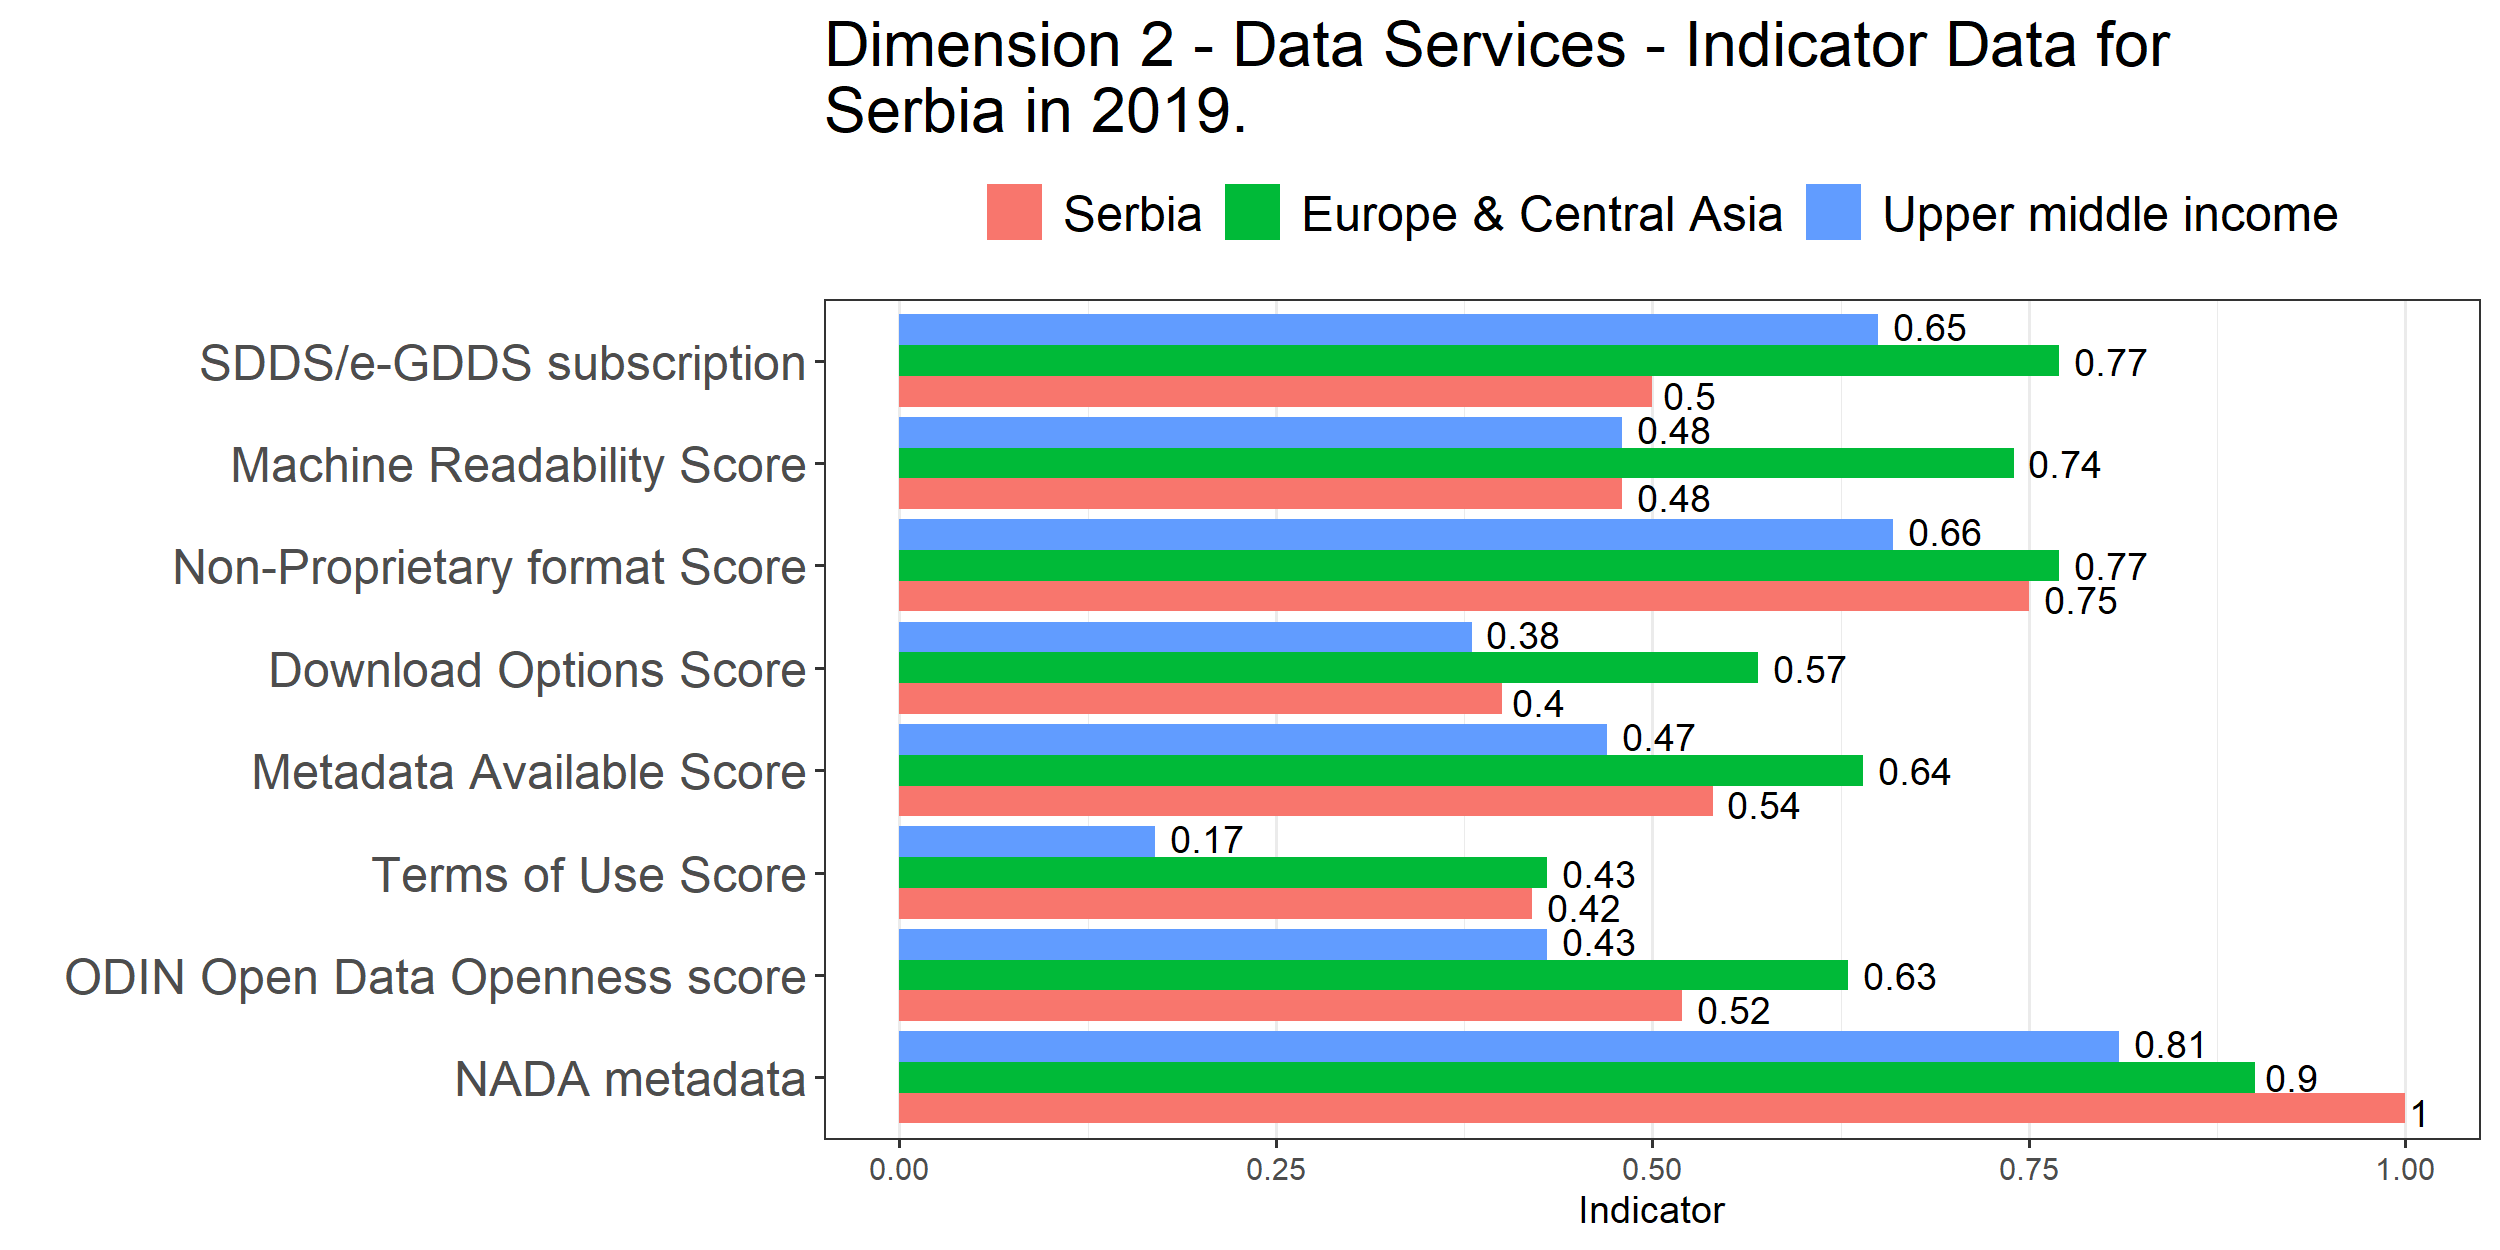 Dimension 2 - Data Services - Indicator Data for
Serbia in 2019.
Serbia Europe & Central Asia Upper middle income
SDDS/e-GDDS subscription
0.65
0.77
0.5
Machine Readability Score
0.48
0.74
0.48
Non-Proprietary format Score
0.66
0.77
0.75
Download Options Score
0.38
0.57
0.4
Metadata Available Score
0.47
0.64
0.54
Terms of Use Score
0.17
0.43
0.42
ODIN Open Data Openness score
0.43
0.63
0.52
NADA metadata
0.81
0.9
1
0.00 0.25 0.50 0.75 1.00
Indicator